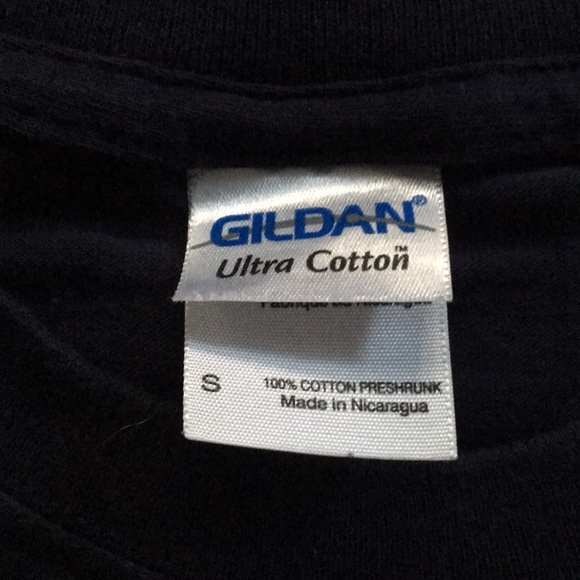 GILDAN®
Ultra Cotton™
S
100% COTTON PRESHRUNK
Made in Nicaragua